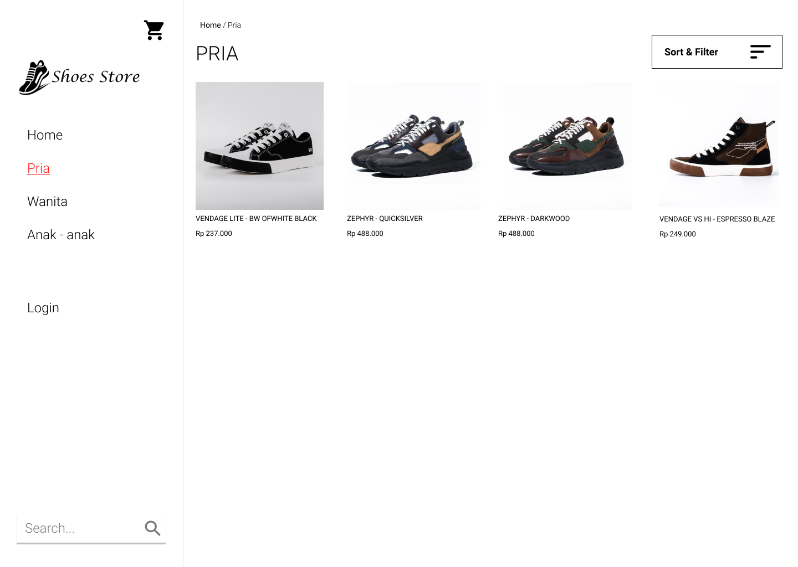 Shoes Store
Home
Pria
Wanita
Anak - anak
Login
Search...
Home / Pria
PRIA
Sort & Filter
VENDAGE LITE - BW OFWHITE BLACK
Rp 237.000
ZEPHYR - QUICKSILVER
Rp 488.000
ZEPHYR - DARKWOOD
Rp 488.000
VENDAGE VS HI - ESPRESSO BLAZE
Rp 249.000